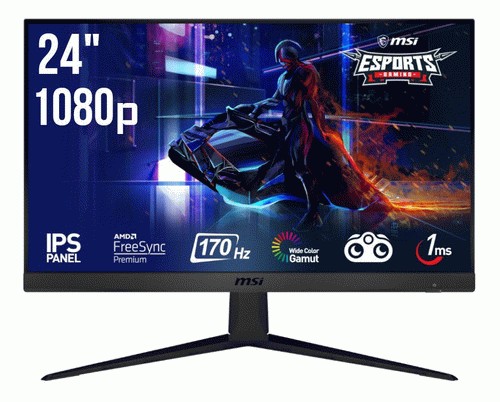 24"
1080p
msi
ESPORTS
GAMING
IPS
PANEL
AMD
FreeSync
Premium
170 Hz
Wide Color
Gamut
1ms
msi